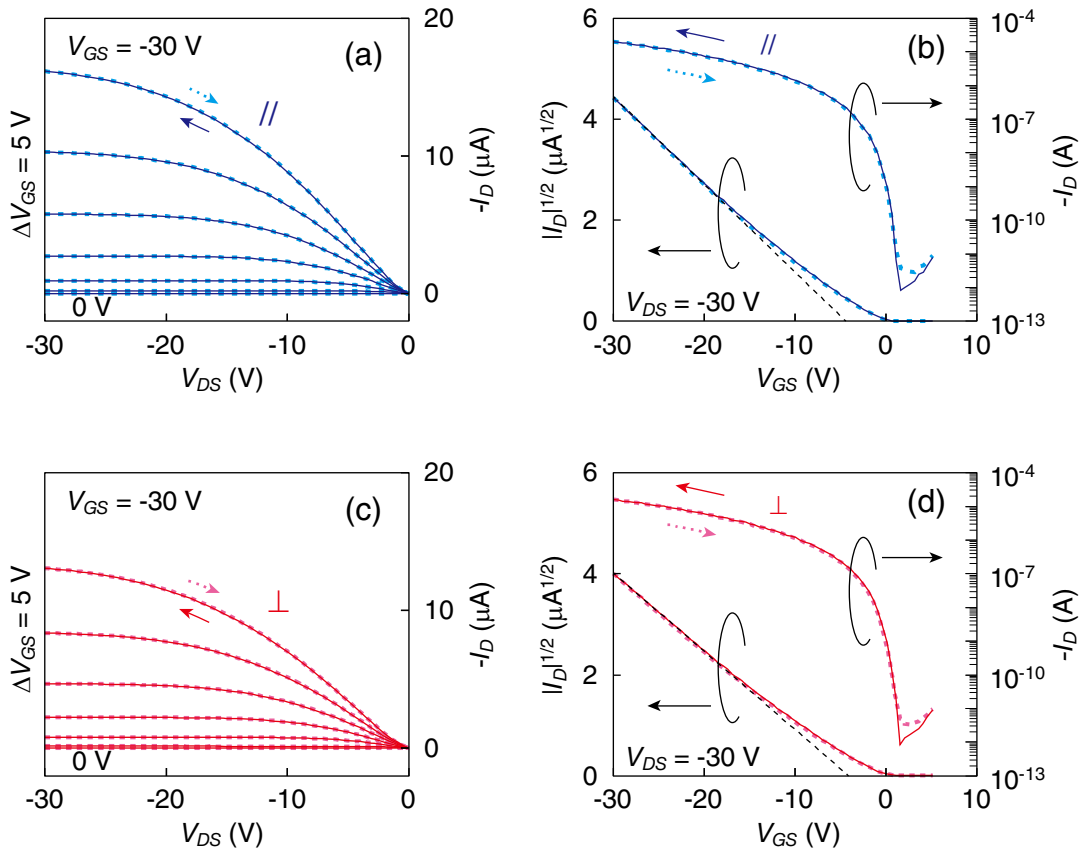 20
V_GS = -30 V
(a)
//
10
ΔV_GS = 5 V
-I_D (μA)
0 V
0
-30
-20
-10
0
V_DS (V)
6
10^-4
(b)
//
4
10^-7
|I_D|^1/2 (μA^1/2)
-I_D (A)
2
10^-10
V_DS = -30 V
0
10^-13
-30
-20
-10
0
10
V_GS (V)
20
V_GS = -30 V
(c)
⊥
10
ΔV_GS = 5 V
-I_D (μA)
0 V
0
-30
-20
-10
0
V_DS (V)
6
10^-4
(d)
⊥
4
10^-7
|I_D|^1/2 (μA^1/2)
-I_D (A)
2
10^-10
V_DS = -30 V
0
10^-13
-30
-20
-10
0
10
V_GS (V)